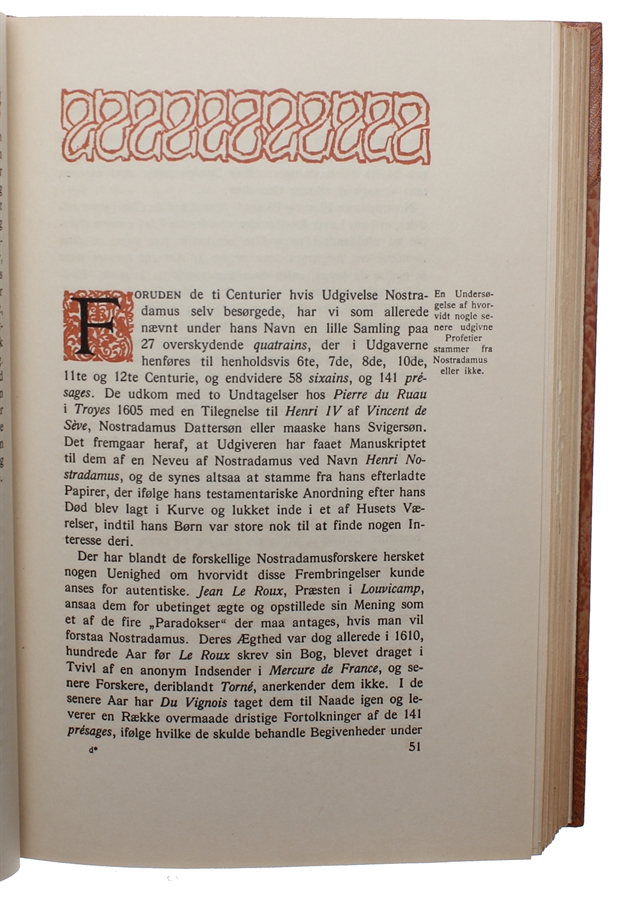 FORUDEN de ti Centurier hvis Udgivelse Nostra-
damus selv besørgede, har vi som allerede
nævnt under hans Navn en lille Samling paa
27 overskydende quatrains, der i Udgaverne
henføres til henholdsvis 6te, 7de, 8de, 10de,
11te og 12te Centurie, og endvidere 58 sixains, og 141 pré-
sages. De udkom med to Undtagelser hos Pierre du Ruau
i Troyes 1605 med en Tilegnelse til Henri IV af Vincent de
Sève, Nostradamus Dattersøn eller maaske hans Svigersøn.
Det fremgaar heraf, at Udgiveren har faaet Manuskriptet
til dem af en Neveu af Nostradamus ved Navn Henri No-
stradamus, og de synes altsaa at stamme fra hans efterladte
Papirer, der ifølge hans testamentariske Anordning efter hans
Død blev lagt i Kurve og lukket inde i et af Husets Væ-
relser, indtil hans Børn var store nok til at finde nogen In-
teresse deri.
Der har blandt de forskellige Nostradamusforskere hersket
nogen Uenighed om hvorvidt disse Frembringelser kunde
anses for autentiske. Jean Le Roux, Præsten i Louvicamp,
ansaa dem for ubetinget ægte og opstillede sin Mening som
et af de fire „Paradokser“ der maa antages, hvis man vil
forstaa Nostradamus. Deres Ægthed var dog allerede i 1610,
hundrede Aar før Le Roux skrev sin Bog, blevet draget i
Tvivl af en anonym Indsender i Mercure de France, og se-
nere Forskere, deriblandt Torné, anerkender dem ikke. I de
senere Aar har Du Vignois taget dem til Naade igen og le-
verer en Række overmaade dristige Fortolkninger af de 141
présages, ifølge hvilke de skulde behandle Begivenheder under
En Undersø-
gelse af hvor-
vidt nogle se-
nere udgivne
Profetier
stammer fra
Nostradamus
eller ikke.
d*
51